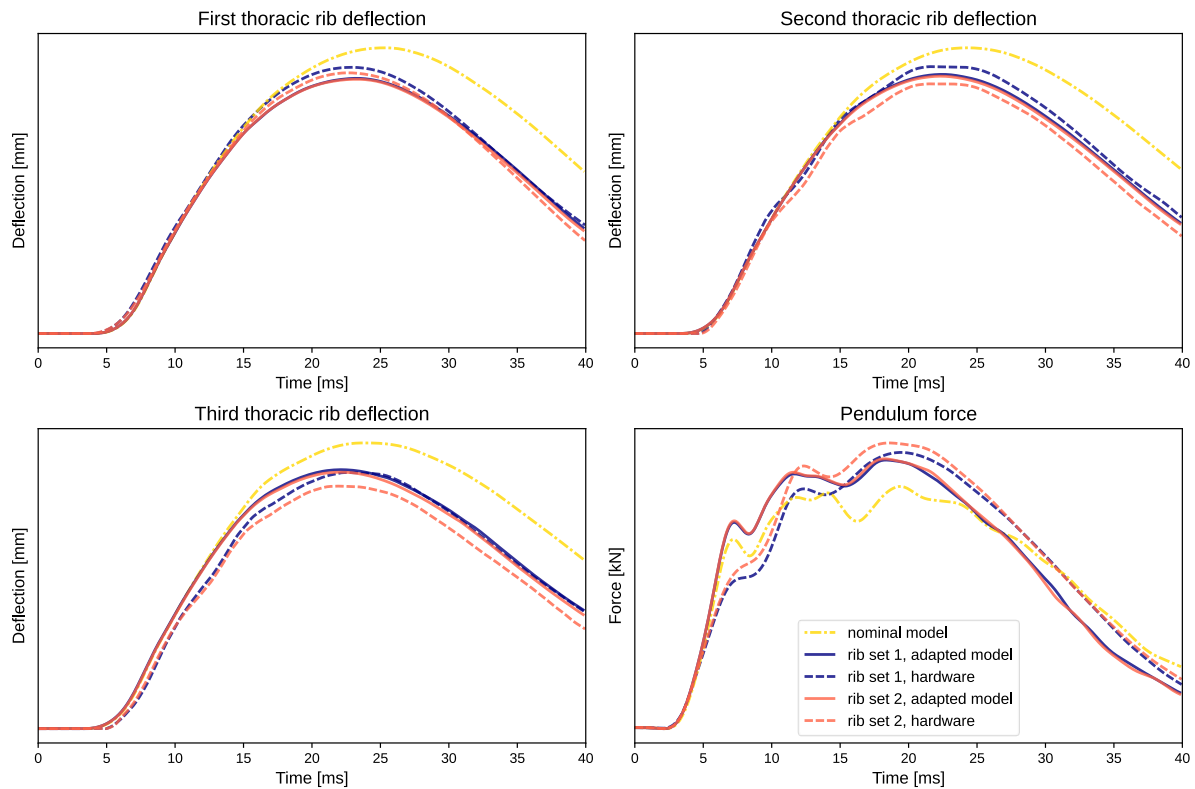 First thoracic rib deflection
Deflection [mm]
0 5 10 15 20 25 30 35 40
Time [ms]
Second thoracic rib deflection
Deflection [mm]
0 5 10 15 20 25 30 35 40
Time [ms]
Third thoracic rib deflection
Deflection [mm]
0 5 10 15 20 25 30 35 40
Time [ms]
Pendulum force
Force [kN]
nominal model
rib set 1, adapted model
rib set 1, hardware
rib set 2, adapted model
rib set 2, hardware
0 5 10 15 20 25 30 35 40
Time [ms]